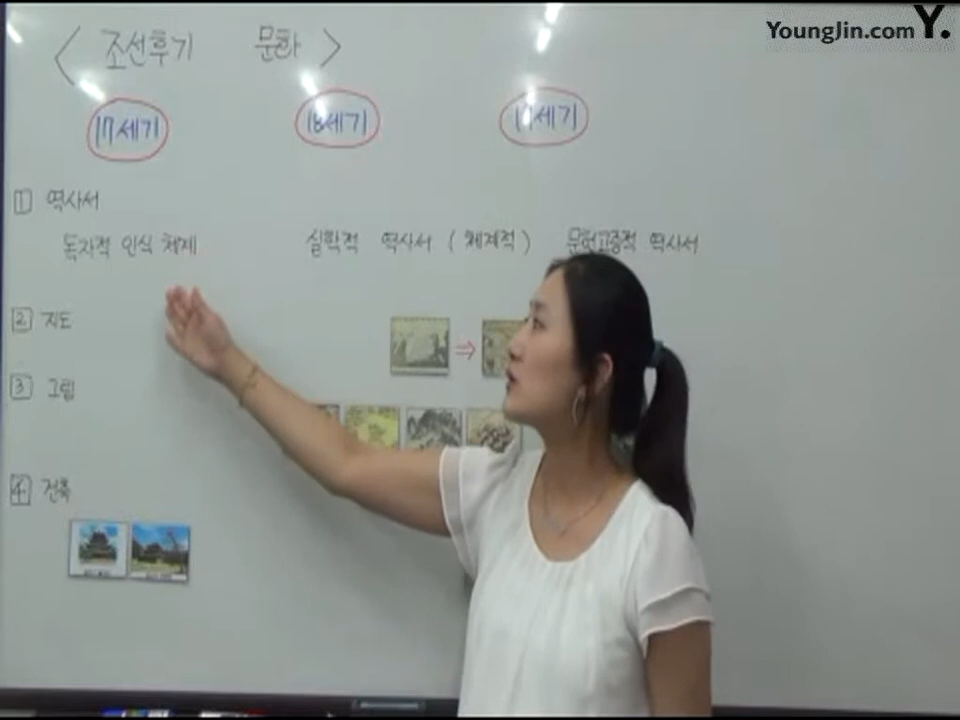 YoungJin.com Y.
< 조선후기 문화 >
17세기 18세기 19세기
1 역사서
독자적 인식 체계 실학적 역사서 (체계적) 문헌고증적 역사서
2 지도
⇒
3 그림
4 건축